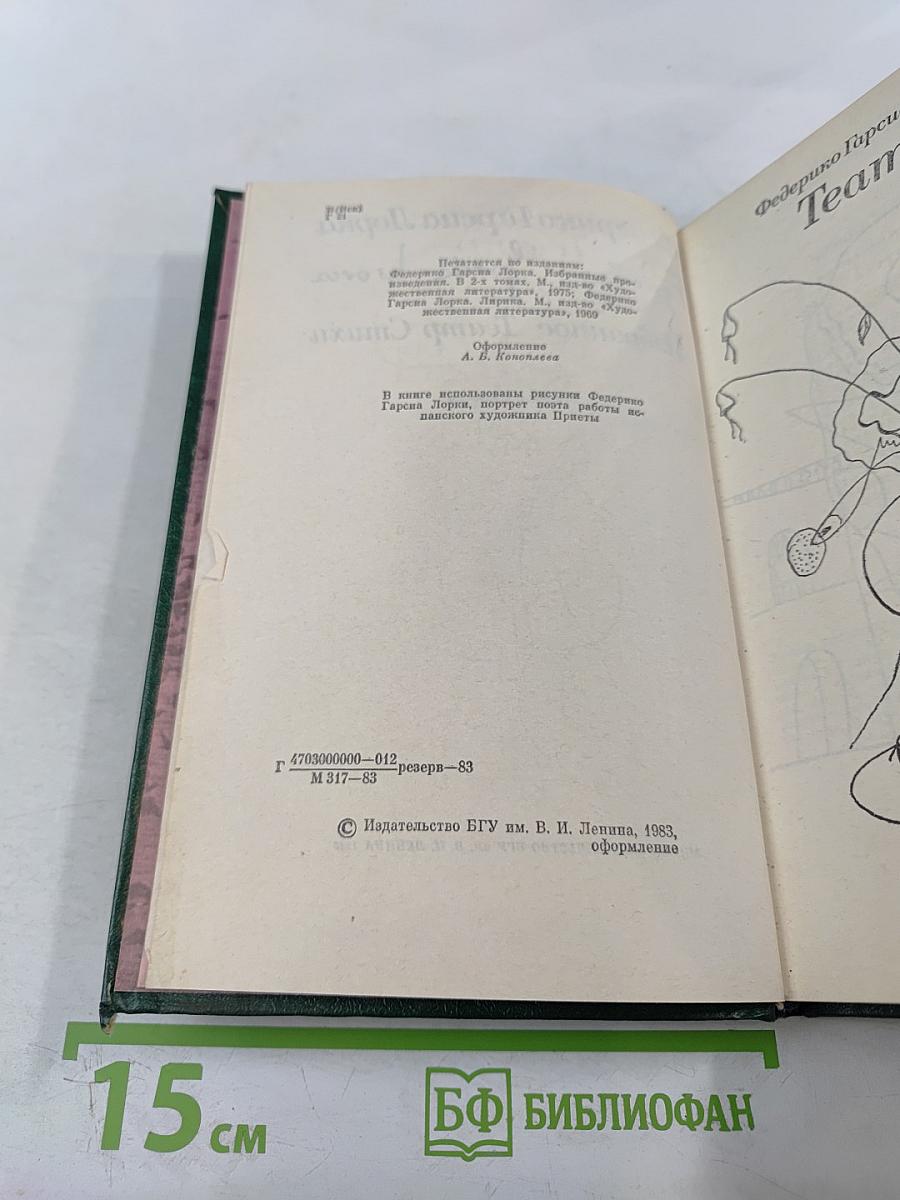 Печатается по изданиям:
Федерико Гарсиа Лорка. Избранные про-
изведения. В 2-х томах. М., изд-во «Худо-
жественная литература», 1975; Федерико
Гарсиа Лорка. Лирика. М., изд-во «Худо-
жественная литература», 1969
Оформление
А. Б. Коноплева
В книге использованы рисунки Федерико
Гарсиа Лорки, портрет поэта работы ис-
панского художника Приеты
Г 4703000000—012
М 317—83
резерв—83
© Издательство БГУ им. В. И. Ленина, 1983,
оформление
Федерико Гарсиа
Теат
15 см
БФ БИБЛИОФАН